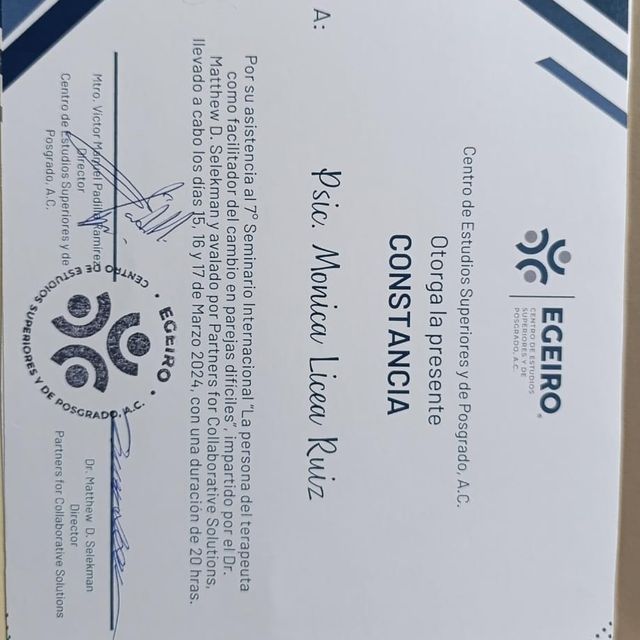 EGEIRO
CENTRO DE ESTUDIOS
SUPERIORES Y DE
POSGRADO, A.C.
Centro de Estudios Superiores y de Posgrado, A.C.
Otorga la presente
CONSTANCIA
A:
Psic. Monica Licea Ruiz
Por su asistencia al 7° Seminario Internacional "La persona del terapeuta
como facilitador del cambio en parejas difíciles", impartido por el Dr.
Matthew D. Selekman y avalado por Partners for Collaborative Solutions,
llevado a cabo los días 15, 16 y 17 de Marzo 2024, con una duración de 20 hras.
Mtro. Víctor Manuel Padilla Ramírez
Director
Centro de Estudios Superiores y de
Posgrado, A.C.
EGEIRO
CENTRO DE ESTUDIOS SUPERIORES Y DE POSGRADO, A.C.
Dr. Matthew D. Selekman
Director
Partners for Collaborative Solutions